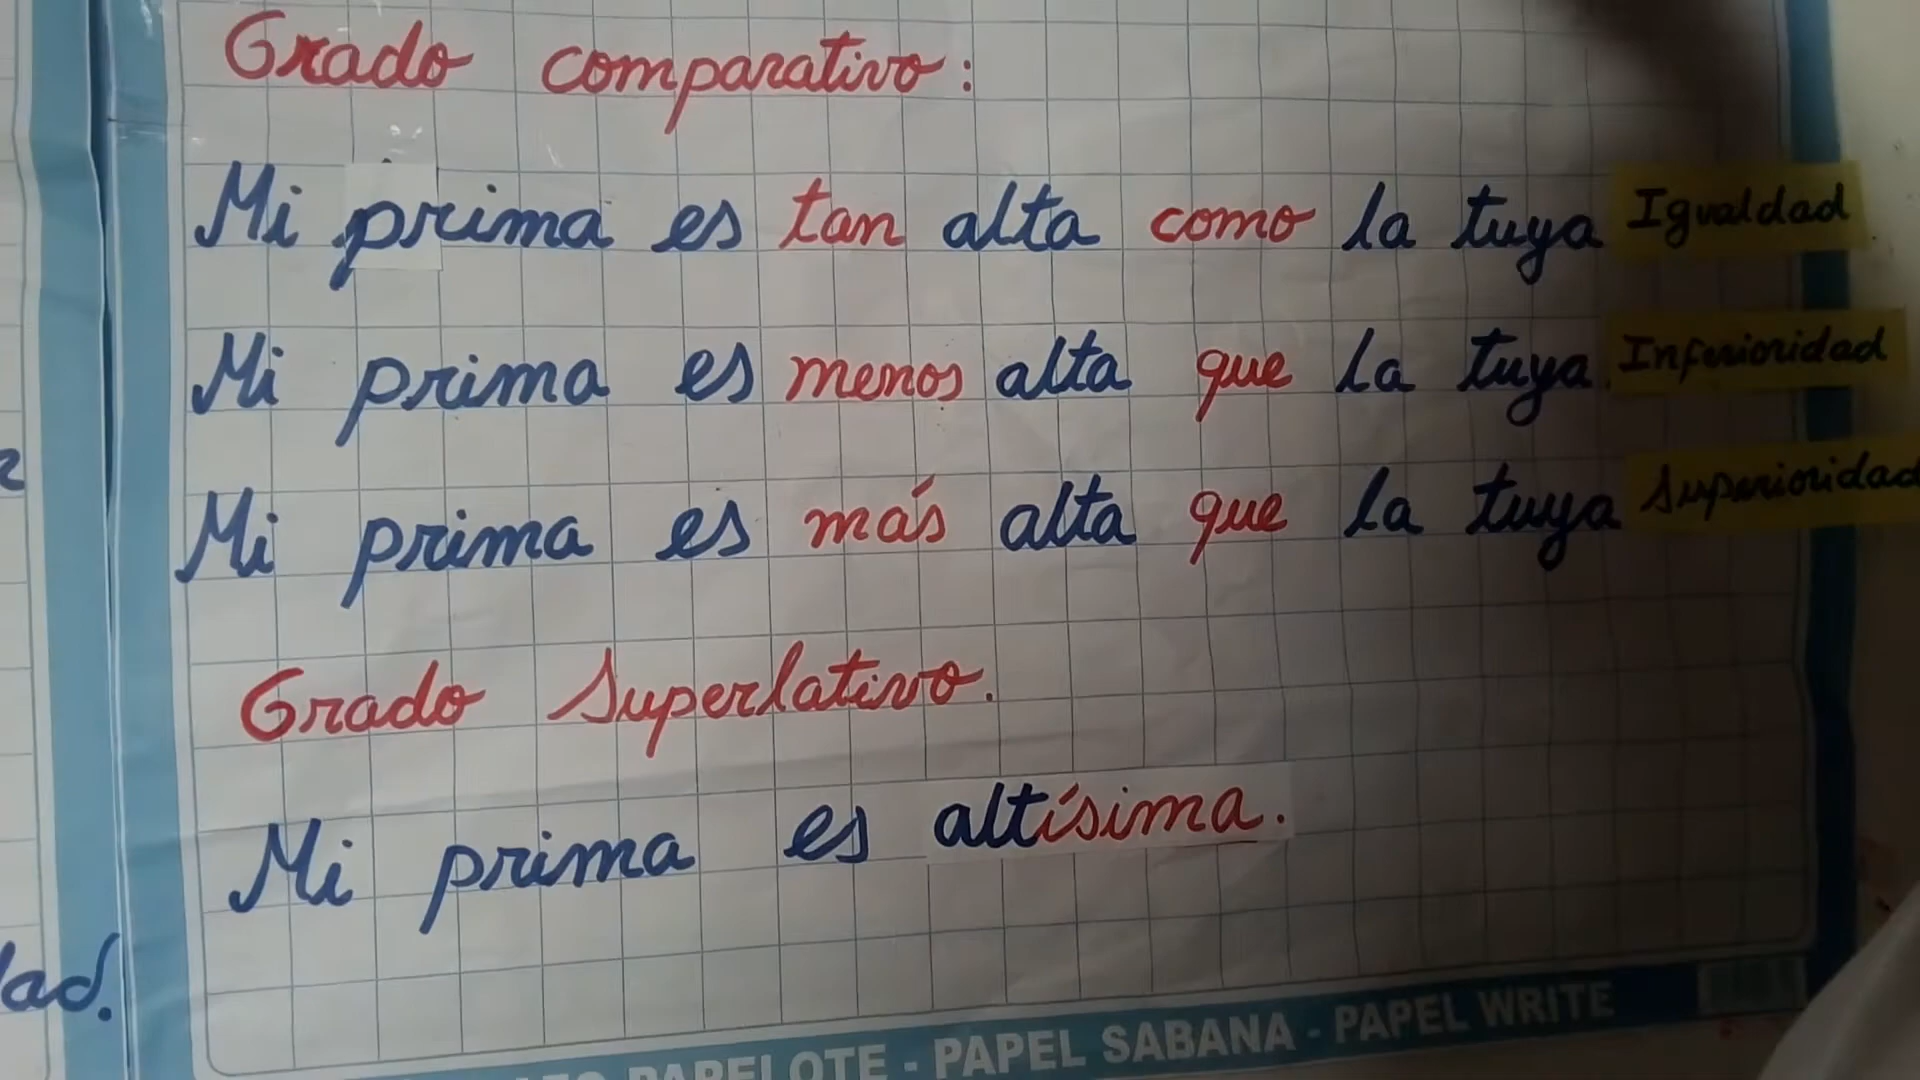 Grado comparativo:
Mi prima es tan alta como la tuya Igualdad
Mi prima es menos alta que la tuya. Inferioridad
Mi prima es más alta que la tuya Superioridad
Grado Superlativo.
Mi prima es altísima.
dad.
PAPELOTE - PAPEL SABANA - PAPEL WRITE